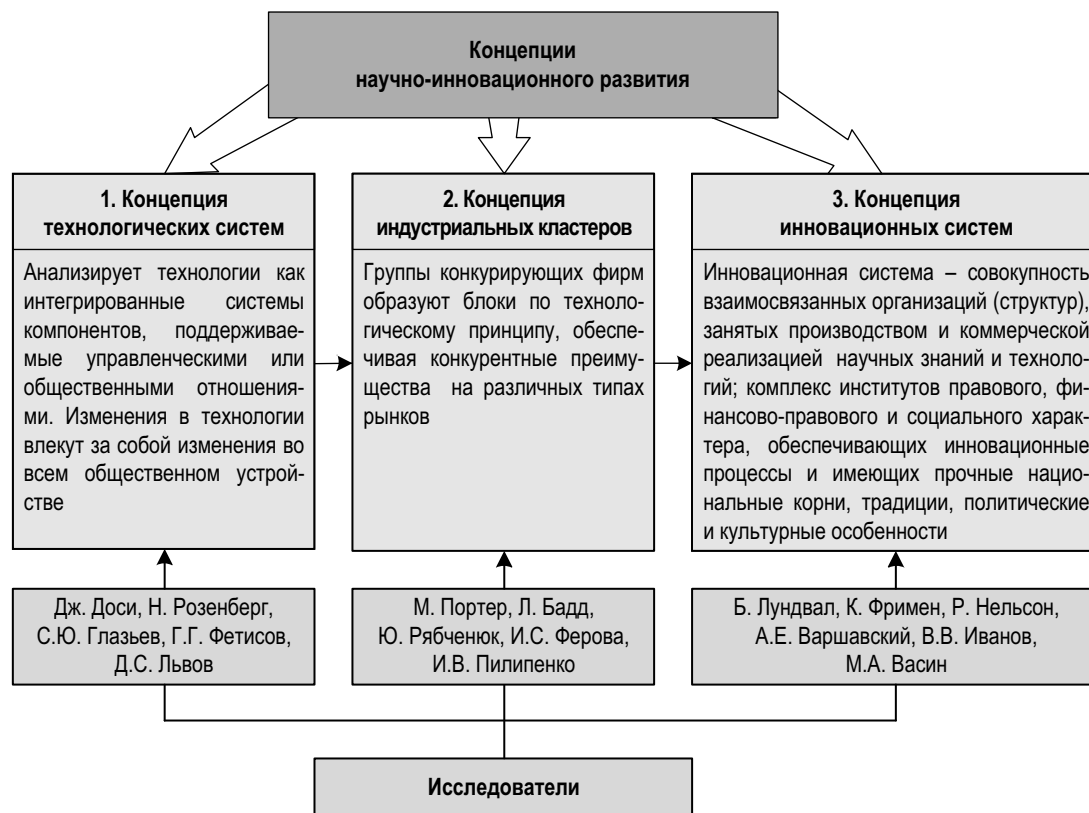 Концепции
научно-инновационного развития
1. Концепция
технологических систем
Анализирует технологии как
интегрированные системы
компонентов, поддерживае-
мые управленческими или
общественными отношения-
ми. Изменения в технологии
влекут за собой изменения во
всем общественном устрой-
стве
2. Концепция
индустриальных кластеров
Группы конкурирующих фирм
образуют блоки по техноло-
гическому принципу, обеспе-
чивая конкурентные преиму-
щества на различных типах
рынков
3. Концепция
инновационных систем
Инновационная система – совокупность
взаимосвязанных организаций (структур),
занятых производством и коммерческой
реализацией научных знаний и техноло-
гий; комплекс институтов правового, фи-
нансово-правового и социального харак-
тера, обеспечивающих инновационные
процессы и имеющих прочные нацио-
нальные корни, традиции, политические
и культурные особенности
Дж. Доси, Н. Розенберг,
С.Ю. Глазьев, Г.Г. Фетисов,
Д.С. Львов
М. Портер, Л. Бадд,
Ю. Рябченюк, И.С. Ферова,
И.В. Пилипенко
Б. Лундвал, К. Фримен, Р. Нельсон,
А.Е. Варшавский, В.В. Иванов,
М.А. Васин
Исследователи